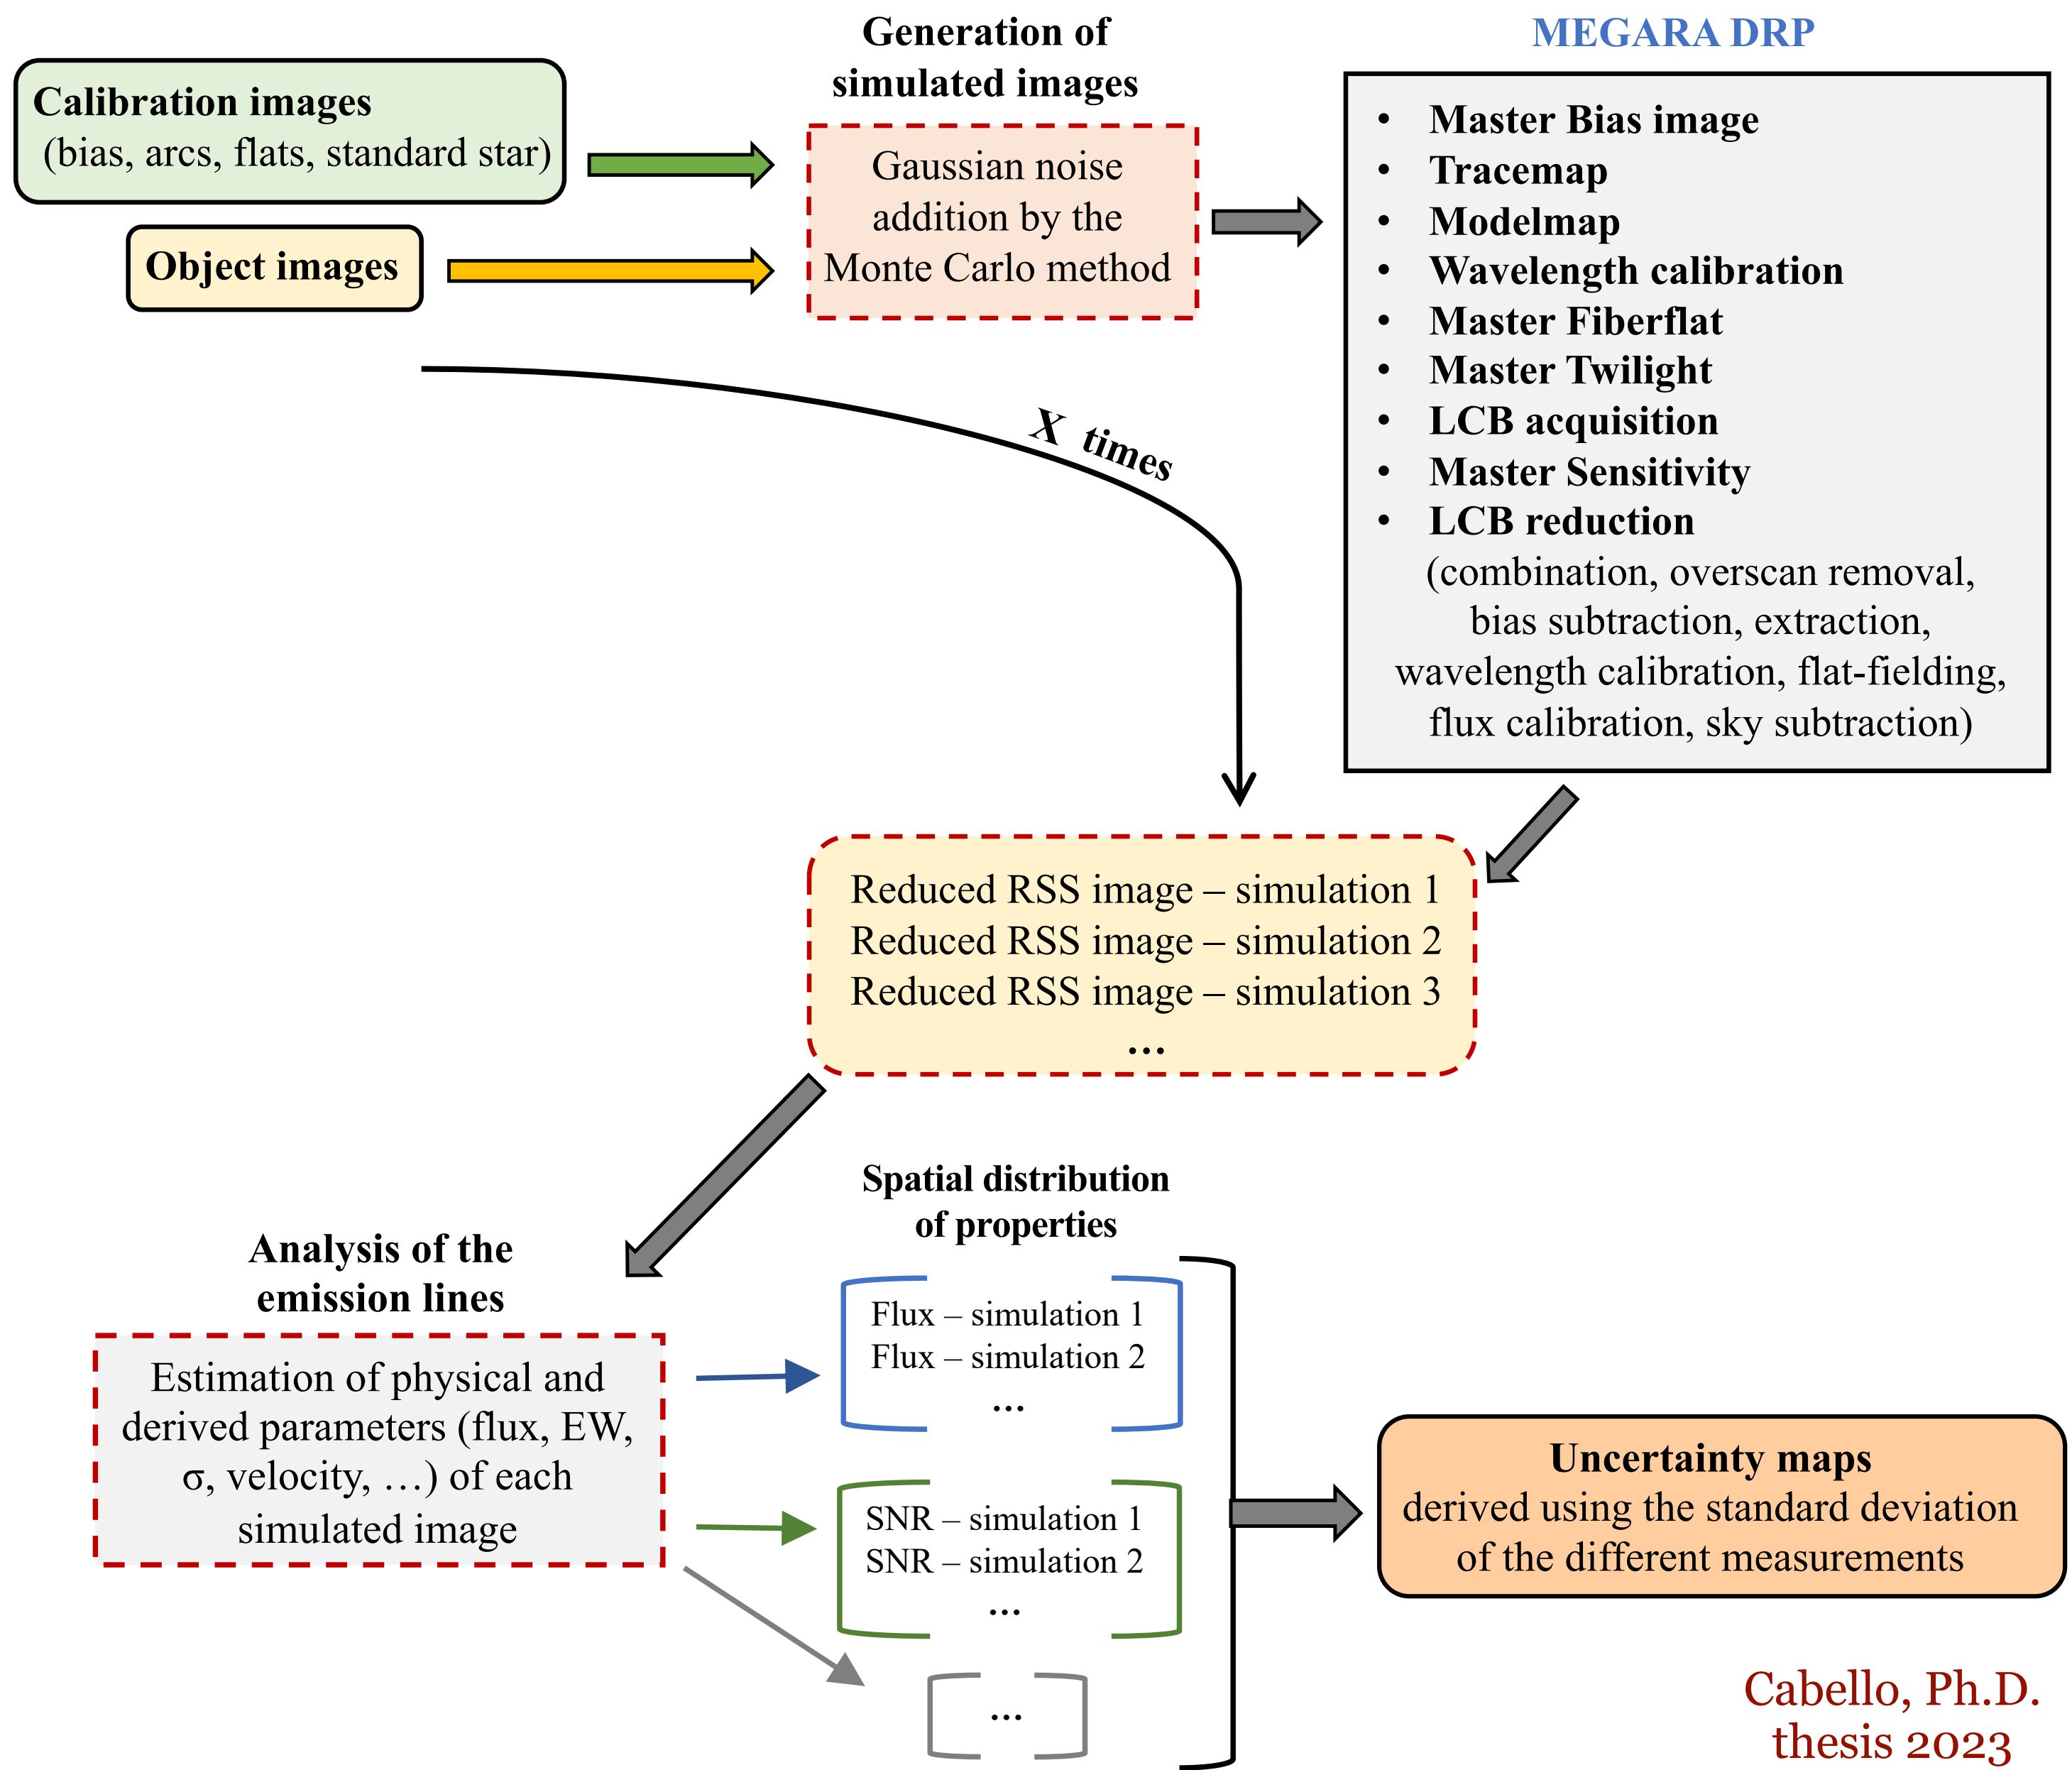 Calibration images
(bias, arcs, flats, standard star)
Object images
Generation of
simulated images
Gaussian noise
addition by the
Monte Carlo method
MEGARA DRP
• Master Bias image
• Tracemap
• Modelmap
• Wavelength calibration
• Master Fiberflat
• Master Twilight
• LCB acquisition
• Master Sensitivity
• LCB reduction
(combination, overscan removal,
bias subtraction, extraction,
wavelength calibration, flat-fielding,
flux calibration, sky subtraction)
X times
Reduced RSS image – simulation 1
Reduced RSS image – simulation 2
Reduced RSS image – simulation 3
...
Analysis of the
emission lines
Estimation of physical and
derived parameters (flux, EW,
σ, velocity, …) of each
simulated image
Spatial distribution
of properties
Flux – simulation 1
Flux – simulation 2
...
SNR – simulation 1
SNR – simulation 2
...
...
Uncertainty maps
derived using the standard deviation
of the different measurements
Cabello, Ph.D.
thesis 2023